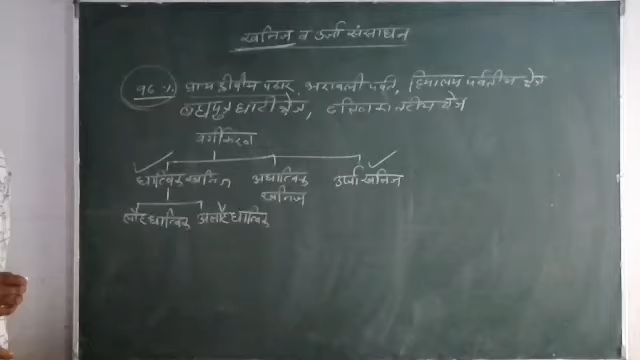 खनिज व ऊर्जा संसाधन
96 % प्रायद्वीपीय पठार, अरावली पर्वत, हिमालय पर्वतीय क्षेत्र
ब्रह्मपुत्र घाटी क्षेत्र, क्षेत्र
वर्गीकरण
धात्विक खनिज अधात्विक खनिज ऊर्जा खनिज
लौह धात्विक अलौह धात्विक